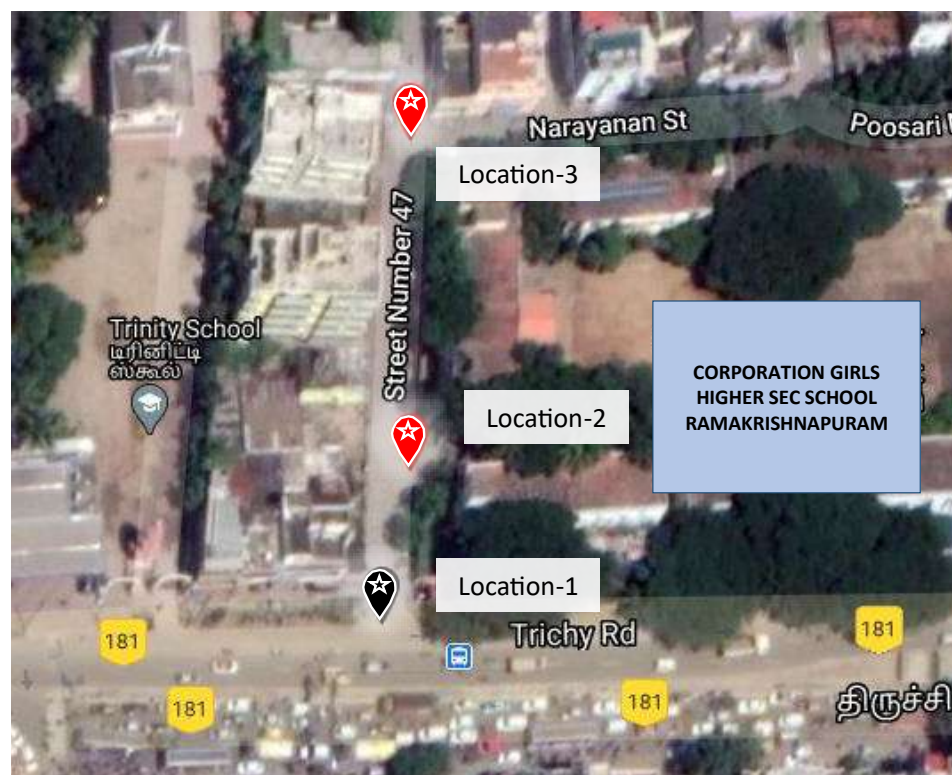 Narayanan St
Poosari
Location-3
Street Number 47
Trinity School
டிரினிட்டி
ஸ்கூல்
CORPORATION GIRLS
HIGHER SEC SCHOOL
RAMAKRISHNAPURAM
Location-2
Location-1
Trichy Rd
181
181
181
181
திருச்சி